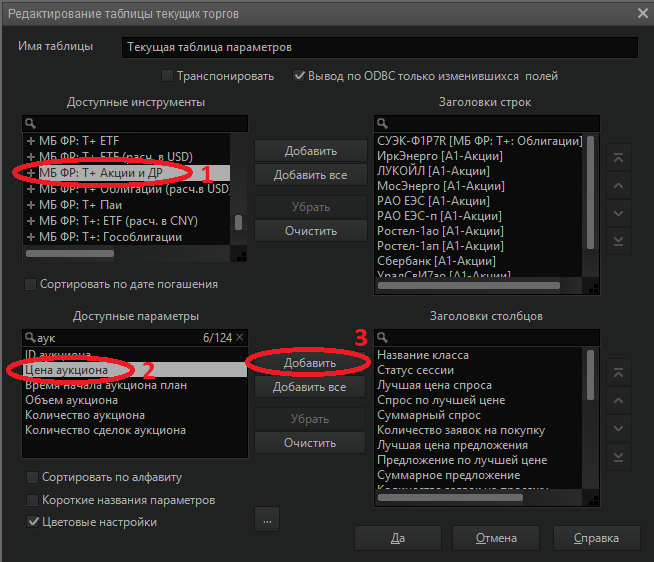 Редактирование таблицы текущих торгов
Имя таблицы
Текущая таблица параметров
Транспонировать
Вывод по ODBC только изменившихся полей
Доступные инструменты
МБ ФР: Т+ ETF
МБ ФР: Т+ ETF (расч. в USD)
МБ ФР: Т+ Акции и ДР
1
МБ ФР: Т+ Облигации (расч.в USD)
МБ ФР: Т+ Паи
МБ ФР: Т+: ETF (расч. в CNY)
МБ ФР: Т+: Гособлигации
Сортировать по дате погашения
Добавить
Добавить все
Убрать
Очистить
Заголовки строк
СУЭК-Ф1Р7R [МБ ФР: Т+: Облигации]
ИркЭнерго [А1-Акции]
ЛУКОЙЛ [А1-Акции]
МосЭнерго [А1-Акции]
РАО ЕЭС [А1-Акции]
РАО ЕЭС-п [А1-Акции]
Ростел-1ао [А1-Акции]
Ростел-1ап [А1-Акции]
Сбербанк [А1-Акции]
УралСвИ7ао [А1-Акции]
Доступные параметры
аук
6/124
ID аукциона
Цена аукциона
2
Время начала аукциона план
Объем аукциона
Количество аукциона
Количество сделок аукциона
3
Добавить
Добавить все
Убрать
Очистить
Заголовки столбцов
Название класса
Статус сессии
Лучшая цена спроса
Спрос по лучшей цене
Суммарный спрос
Количество заявок на покупку
Лучшая цена предложения
Предложение по лучшей цене
Суммарное предложение
Количество заявок на продажу
Сортировать по алфавиту
Короткие названия параметров
Цветовые настройки
...
Да
Отмена
Справка